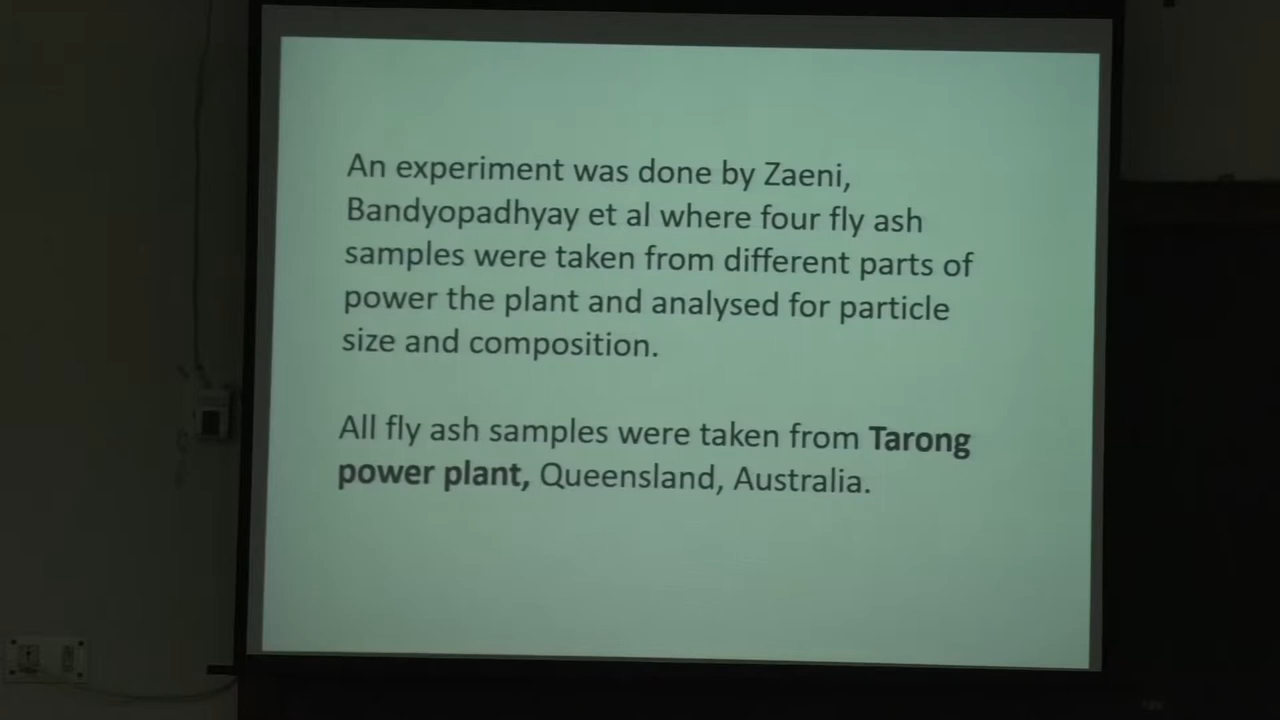 An experiment was done by Zaeni,
Bandyopadhyay et al where four fly ash
samples were taken from different parts of
power the plant and analysed for particle
size and composition.
All fly ash samples were taken from Tarong
power plant, Queensland, Australia.